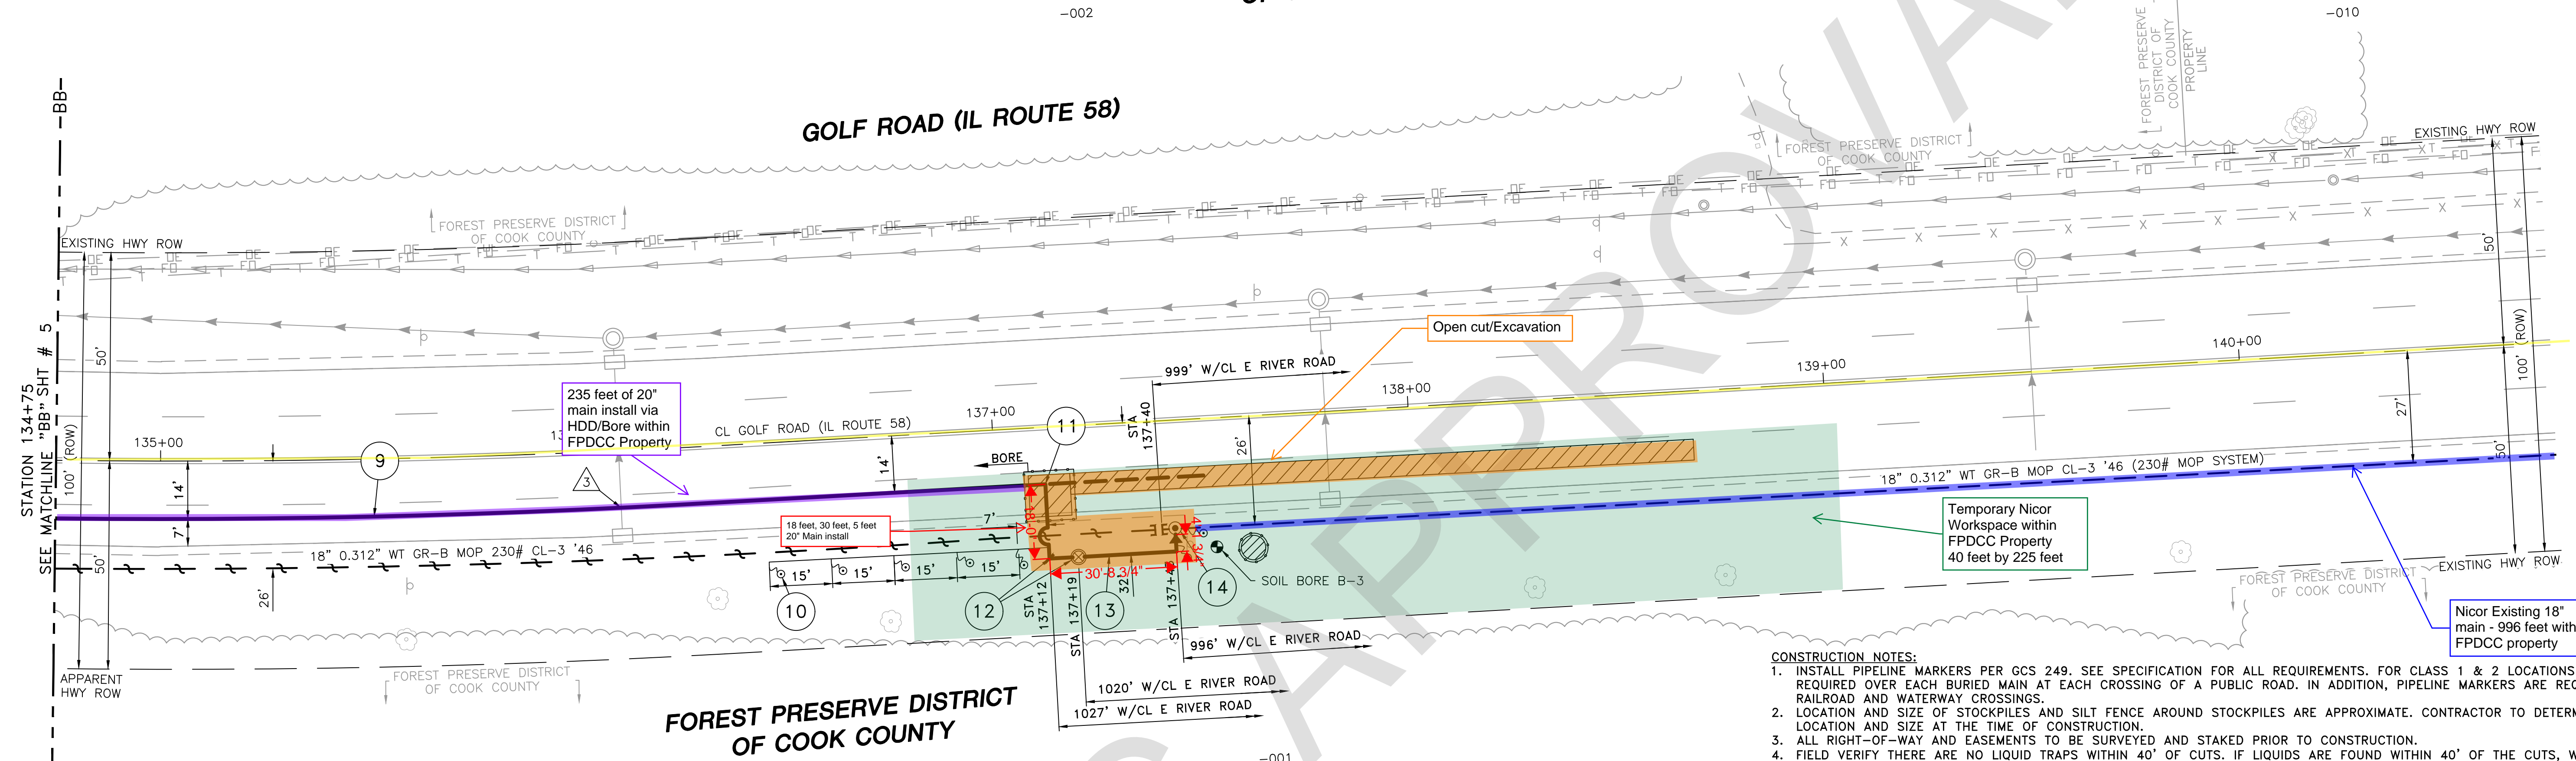 -002
-010
GOLF ROAD (IL ROUTE 58)
FOREST PRESERVE
DISTRICT OF
COOK COUNTY
PROPERTY
LINE
EXISTING HWY ROW
FOREST PRESERVE DISTRICT
OF COOK COUNTY
FOREST PRESERVE DISTRICT
OF COOK COUNTY
EXISTING HWY ROW
BB
STATION 134+75
SEE MATCHLINE "BB" SHT # 5
50'
100' (ROW)
50'
50'
100' (ROW)
50'
Open cut/Excavation
999' W/CL E RIVER ROAD
235 feet of 20"
main install via
HDD/Bore within
FPDCC Property
135+00
137+00
138+00
139+00
140+00
CL GOLF ROAD (IL ROUTE 58)
9
11
3
14'
14'
7'
7'
26'
27'
26'
BORE
STA
137+40
18" 0.312" WT GR-B MOP CL-3 '46 (230# MOP SYSTEM)
18 feet, 30 feet, 5 feet
20" Main install
18" 0.312" WT GR-B MOP 230# CL-3 '46
15'
15'
15'
15'
30'-8 3/4"
32'
10
12
13
14
STA
137+12
STA 137+19
SOIL BORE B-3
Temporary Nicor
Workspace within
FPDCC Property
40 feet by 225 feet
FOREST PRESERVE DISTRICT
OF COOK COUNTY
EXISTING HWY ROW
Nicor Existing 18"
main - 996 feet with
FPDCC property
996' W/CL E RIVER ROAD
1020' W/CL E RIVER ROAD
1027' W/CL E RIVER ROAD
APPARENT
HWY ROW
FOREST PRESERVE DISTRICT
OF COOK COUNTY
FOREST PRESERVE DISTRICT
OF COOK COUNTY
-001
CONSTRUCTION NOTES:
1. INSTALL PIPELINE MARKERS PER GCS 249. SEE SPECIFICATION FOR ALL REQUIREMENTS. FOR CLASS 1 & 2 LOCATIONS
REQUIRED OVER EACH BURIED MAIN AT EACH CROSSING OF A PUBLIC ROAD. IN ADDITION, PIPELINE MARKERS ARE
RAILROAD AND WATERWAY CROSSINGS.
2. LOCATION AND SIZE OF STOCKPILES AND SILT FENCE AROUND STOCKPILES ARE APPROXIMATE. CONTRACTOR TO
LOCATION AND SIZE AT THE TIME OF CONSTRUCTION.
3. ALL RIGHT-OF-WAY AND EASEMENTS TO BE SURVEYED AND STAKED PRIOR TO CONSTRUCTION.
4. FIELD VERIFY THERE ARE NO LIQUID TRAPS WITHIN 40' OF CUTS. IF LIQUIDS ARE FOUND WITHIN 40' OF THE CUTS,